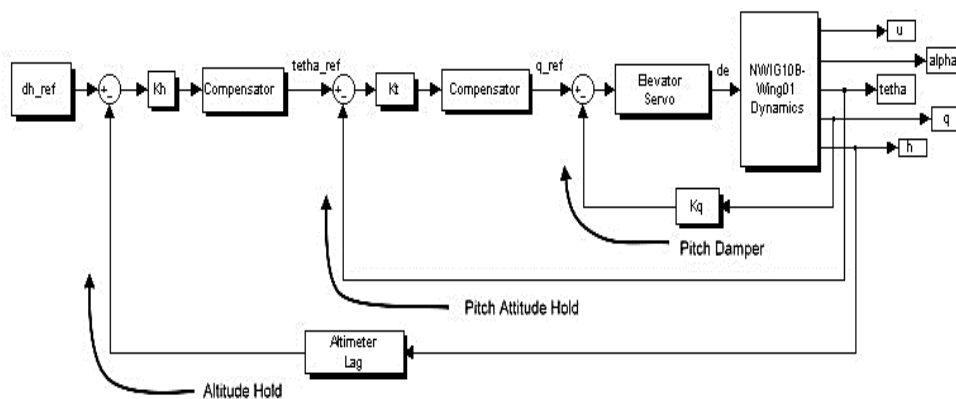 dh_ref
+
-
Kh
Compensator
tetha_ref
+
-
Kt
Compensator
q_ref
+
-
Elevator
Servo
de
NWIG10B-
Wing01
Dynamics
u
alpha
tetha
q
h
Kq
Pitch Damper
Pitch Attitude Hold
Altimeter
Lag
Altitude Hold